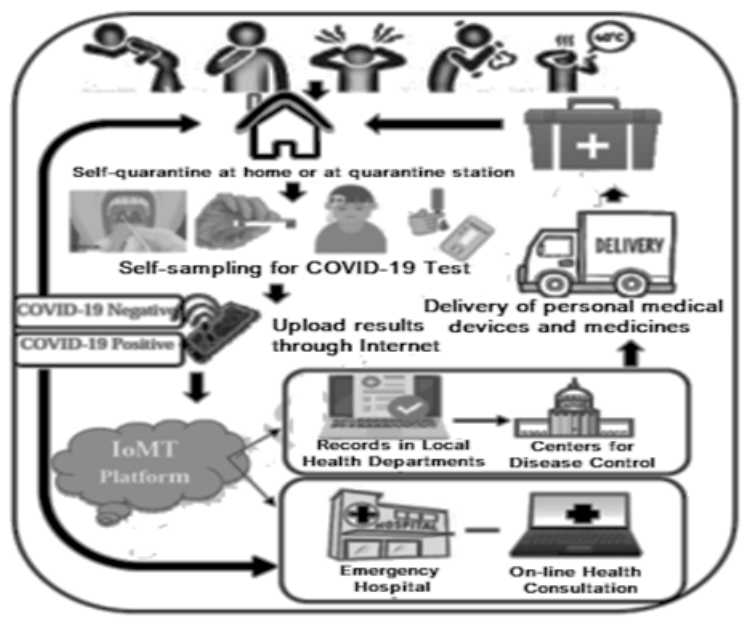 40°C
Self-quarantine at home or at quarantine station
Self-sampling for COVID-19 Test
DELIVERY
Delivery of personal medical
devices and medicines
COVID-19 Negative
COVID-19 Positive
Upload results
through Internet
IoMT
Platform
Records in Local
Health Departments
Centers for
Disease Control
HOSPITAL
Emergency
Hospital
On-line Health
Consultation